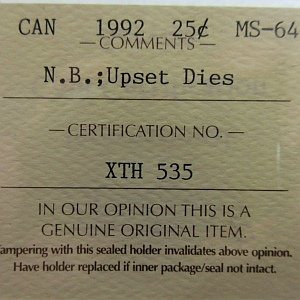 CAN 1992 25¢ MS-64
COMMENTS
N.B.;Upset Dies
CERTIFICATION NO.
XTH 535
IN OUR OPINION THIS IS A
GENUINE ORIGINAL ITEM.
ampering with this sealed holder invalidates above opinion.
Have holder replaced if inner package/seal not intact.